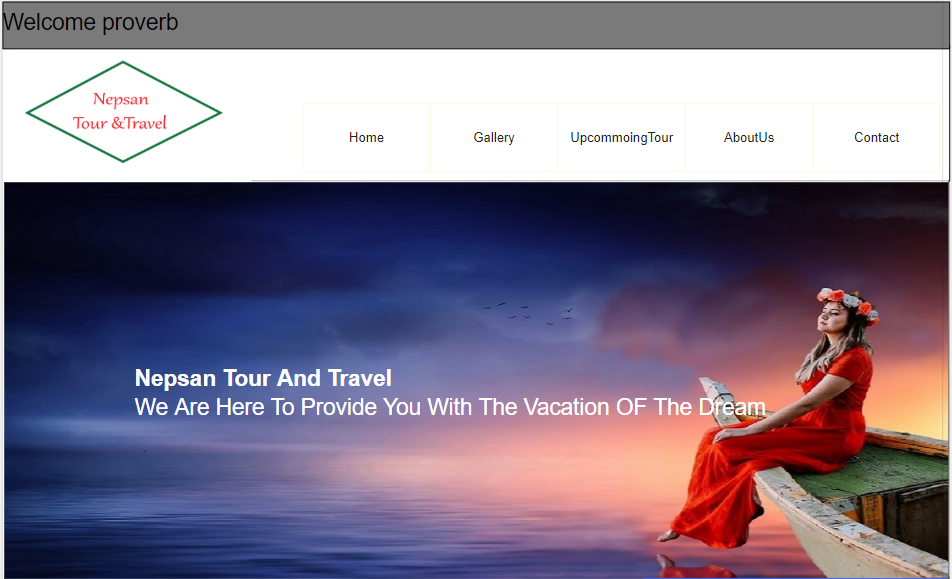 Welcome proverb
Nepsan
Tour &Travel
Home
Gallery
UpcommoingTour
AboutUs
Contact
Nepsan Tour And Travel
We Are Here To Provide You With The Vacation OF The Dream